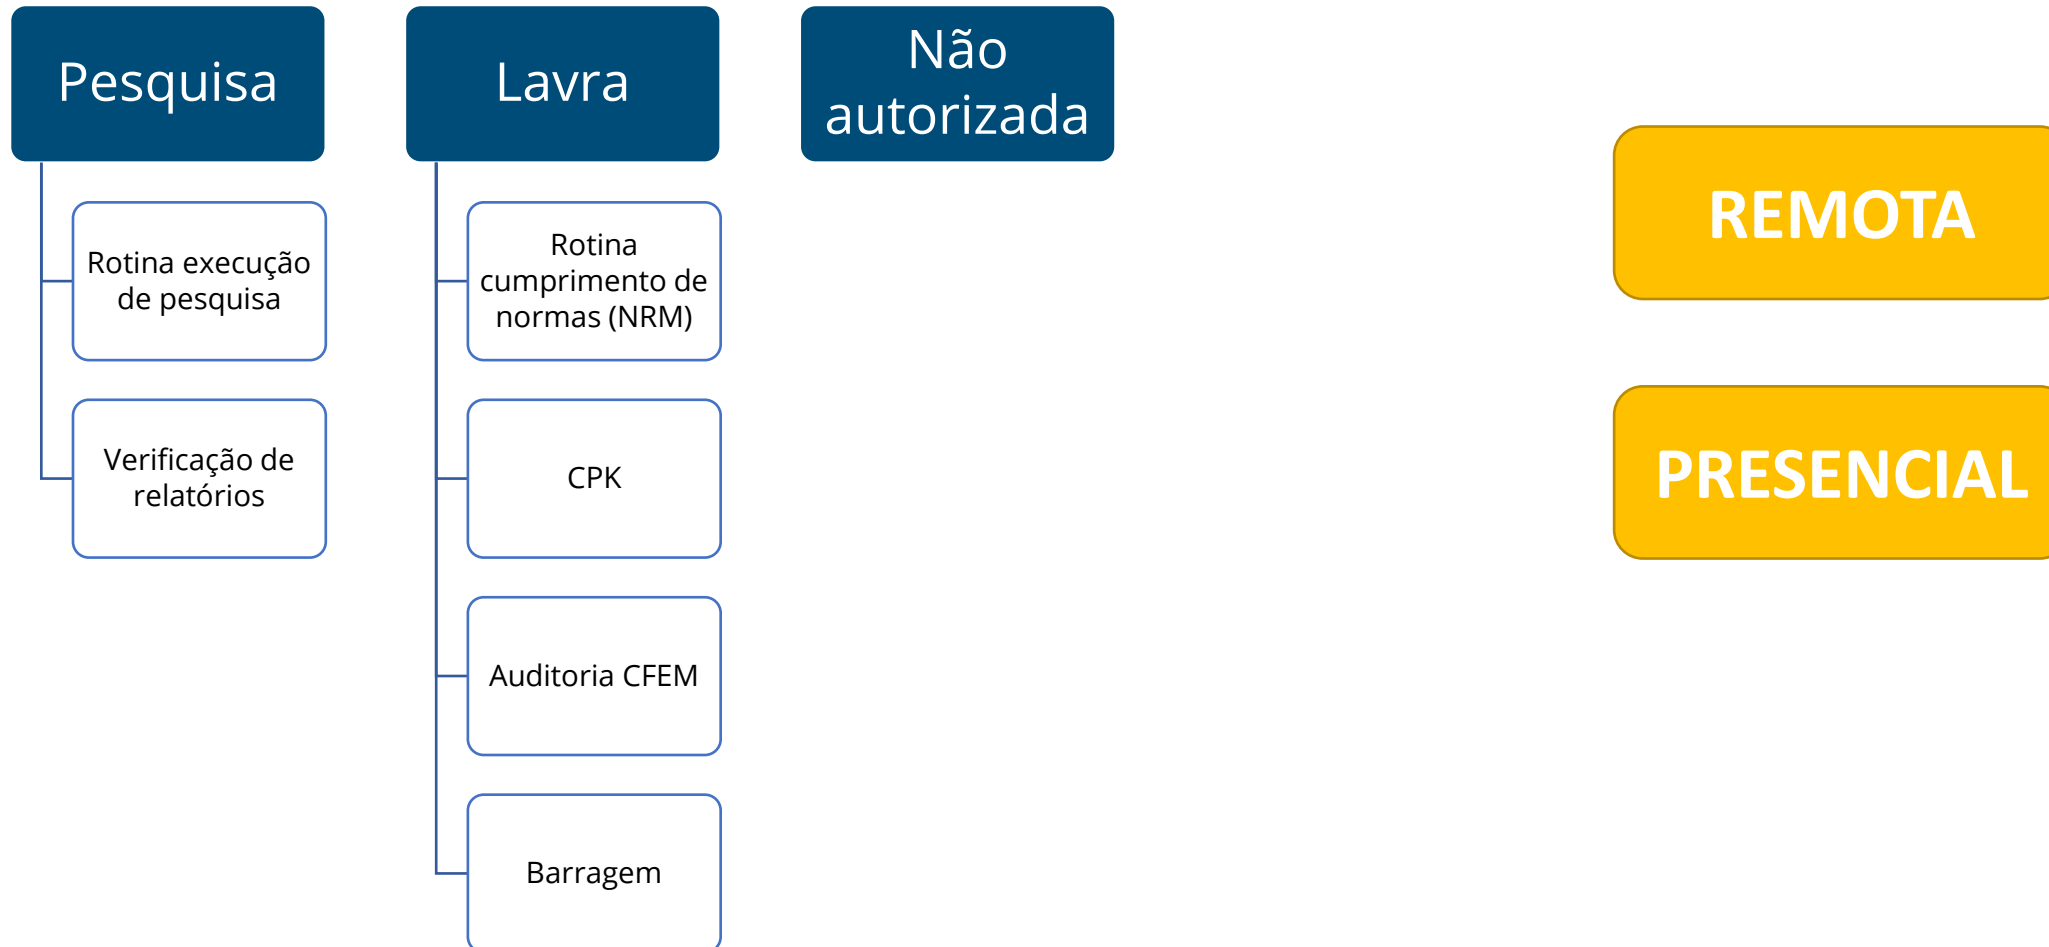 Pesquisa
Rotina execução
de pesquisa
Verificação de
relatórios
Lavra
Rotina
cumprimento de
normas (NRM)
CPK
Auditoria CFEM
Barragem
Não
autorizada
REMOTA
PRESENCIAL